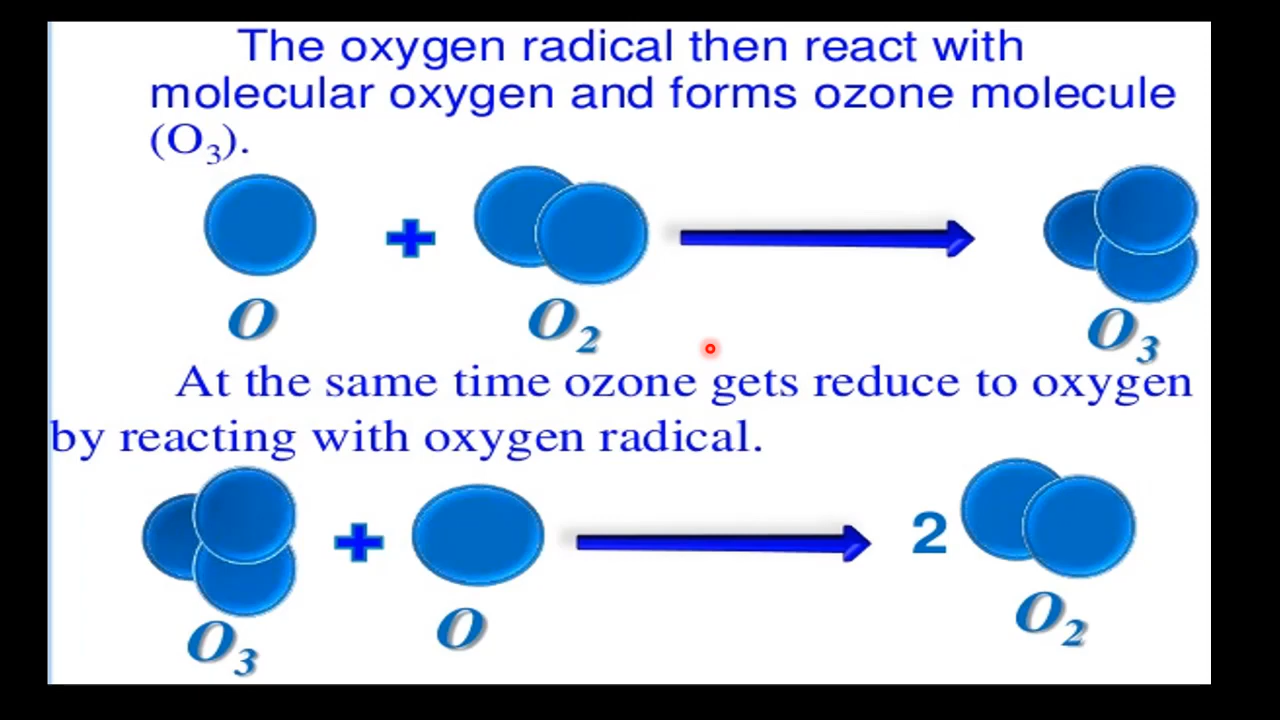 The oxygen radical then react with
molecular oxygen and forms ozone molecule
(O₃).
+
O O₂ O₃
At the same time ozone gets reduce to oxygen
by reacting with oxygen radical.
+ 2
O₃ O O₂